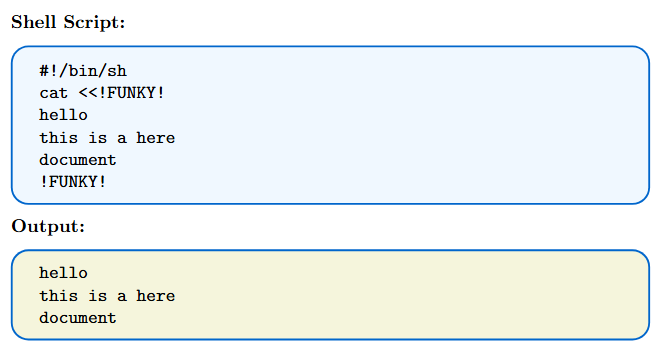 Shell Script:
#!/bin/sh
cat <<!FUNKY!
hello
this is a here
document
!FUNKY!
Output:
hello
this is a here
document